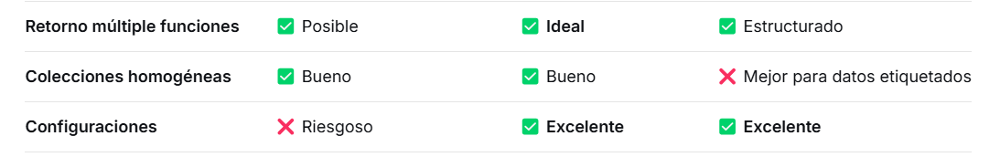 Retorno múltiple funciones ✅ Posible ✅ Ideal ✅ Estructurado
Colecciones homogéneas ✅ Bueno ✅ Bueno ❌ Mejor para datos etiquetados
Configuraciones ❌ Riesgoso ✅ Excelente ✅ Excelente